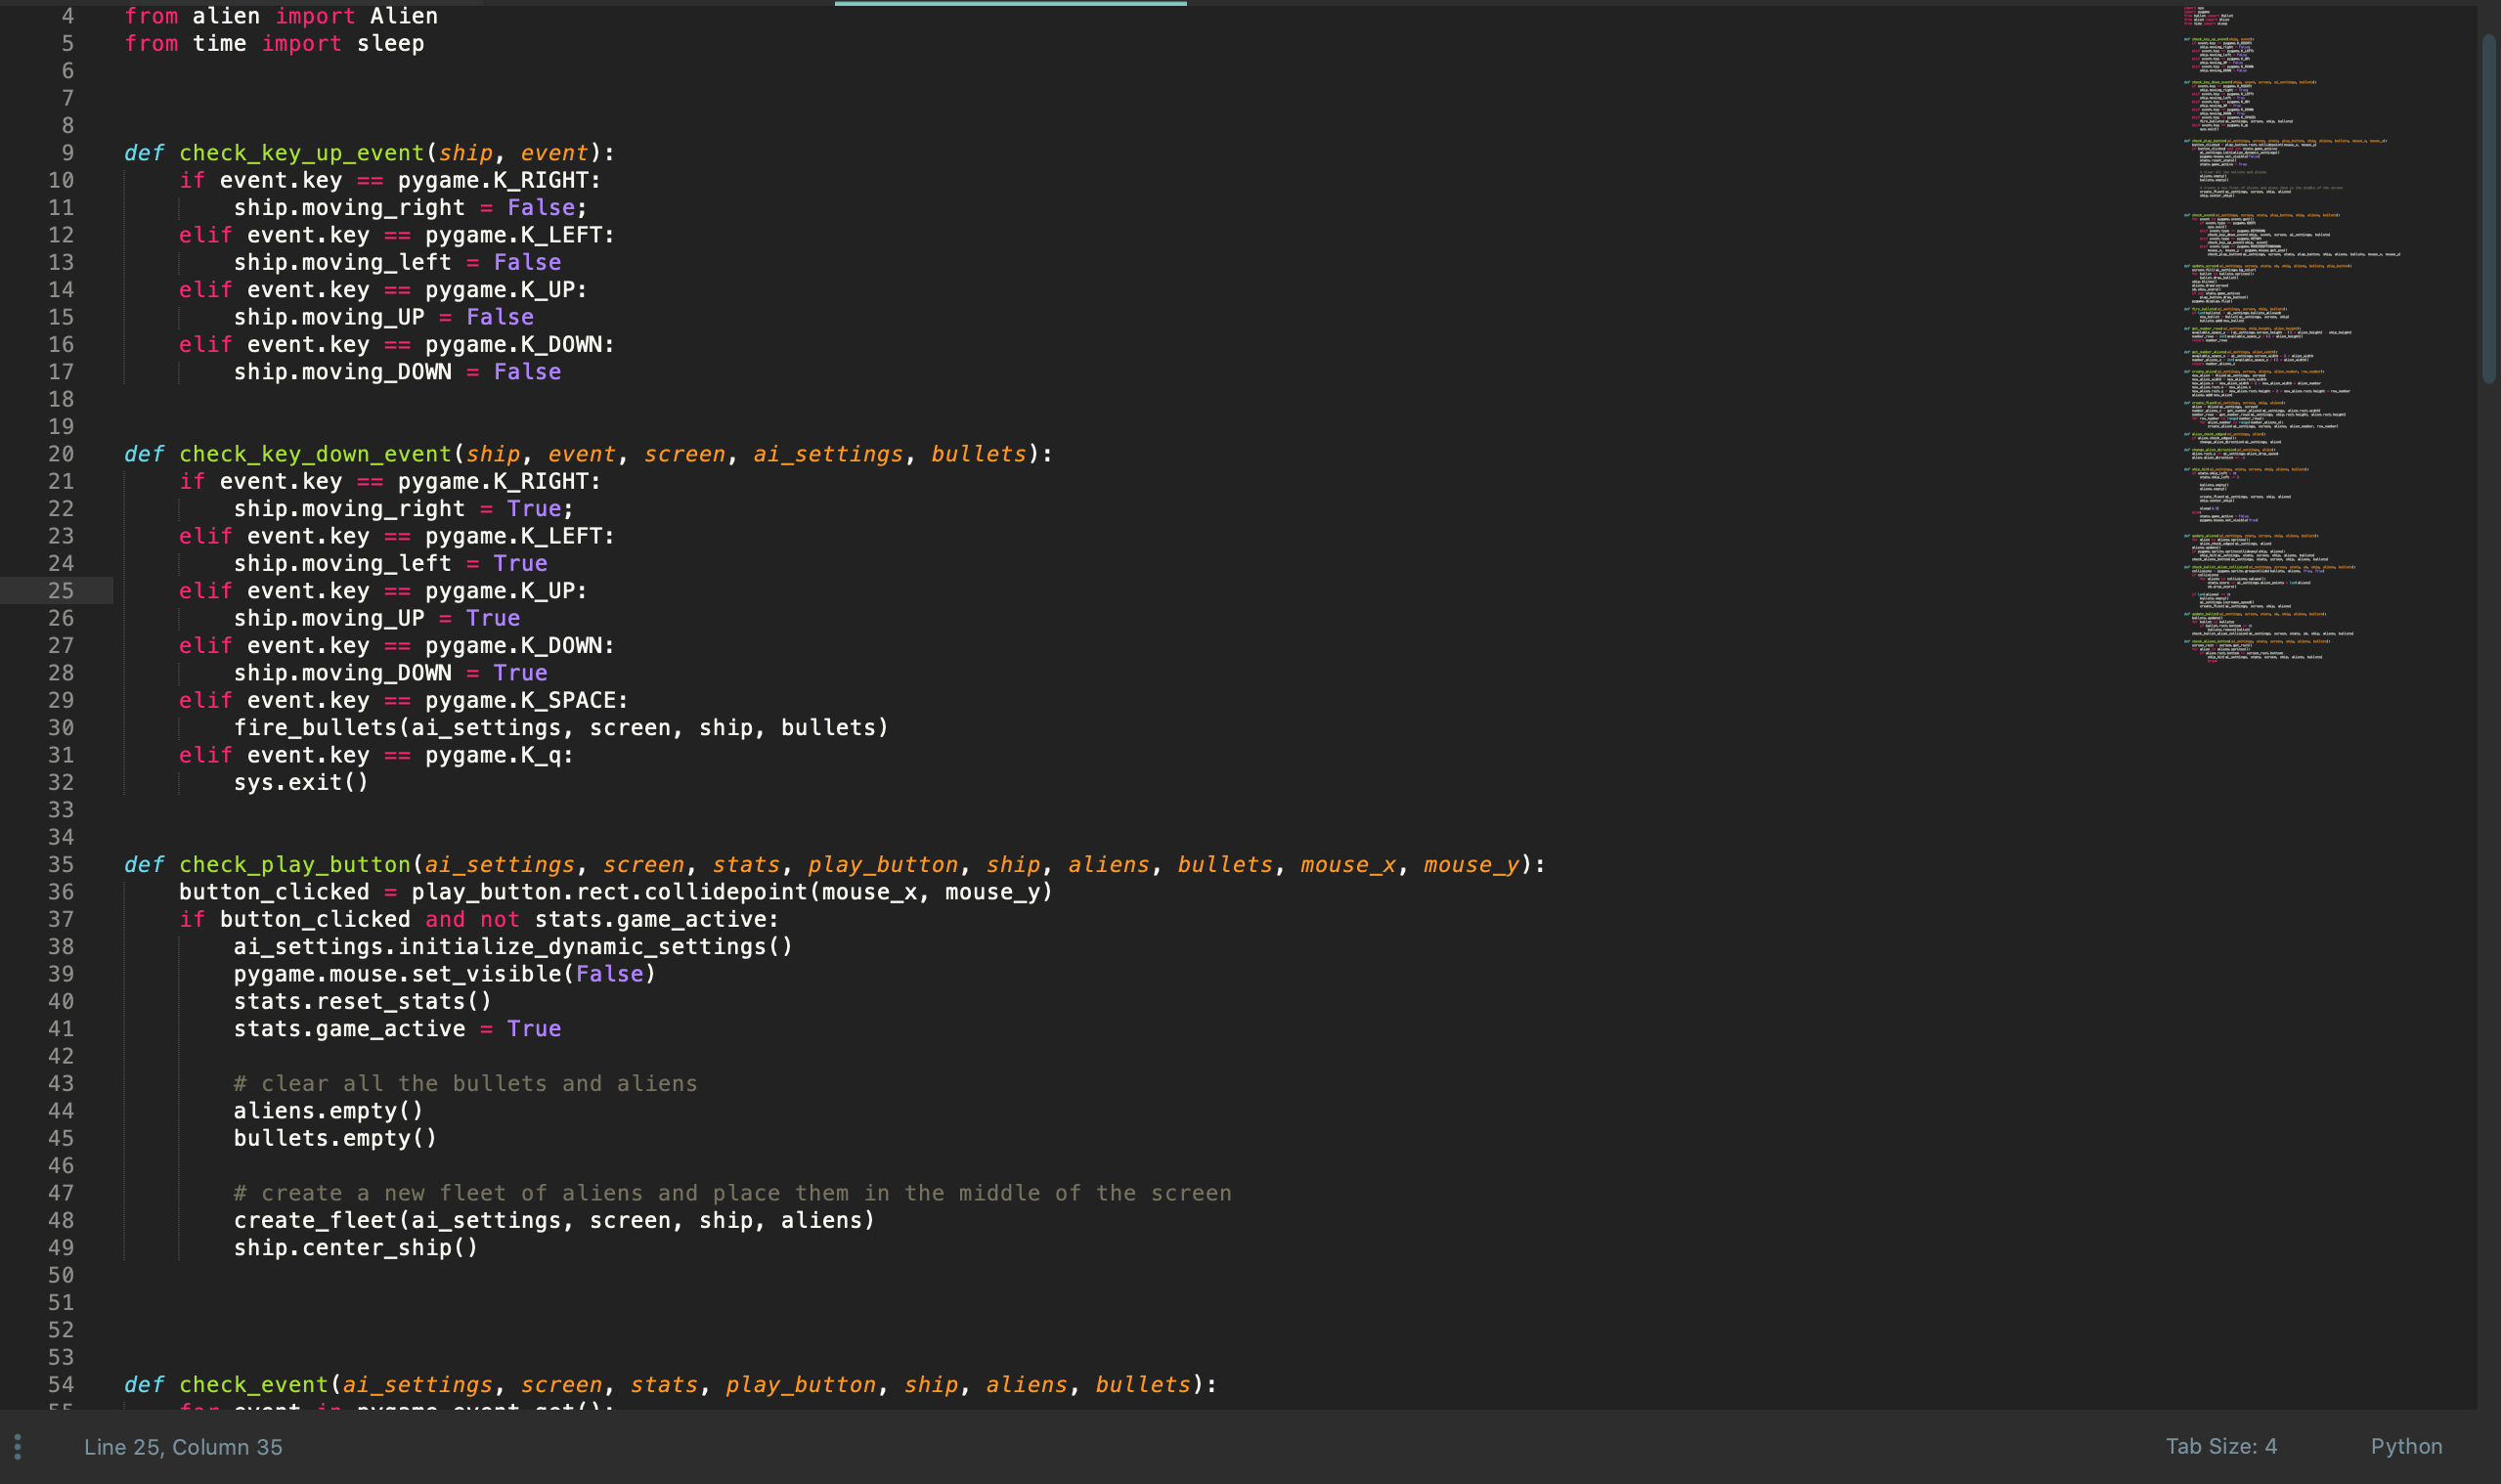 4 from alien import Alien
5 from time import sleep
6
7
8
9 def check_key_up_event(ship, event):
10     if event.key == pygame.K_RIGHT:
11         ship.moving_right = False;
12     elif event.key == pygame.K_LEFT:
13         ship.moving_left = False
14     elif event.key == pygame.K_UP:
15         ship.moving_UP = False
16     elif event.key == pygame.K_DOWN:
17         ship.moving_DOWN = False
18
19
20 def check_key_down_event(ship, event, screen, ai_settings, bullets):
21     if event.key == pygame.K_RIGHT:
22         ship.moving_right = True;
23     elif event.key == pygame.K_LEFT:
24         ship.moving_left = True
25     elif event.key == pygame.K_UP:
26         ship.moving_UP = True
27     elif event.key == pygame.K_DOWN:
28         ship.moving_DOWN = True
29     elif event.key == pygame.K_SPACE:
30         fire_bullets(ai_settings, screen, ship, bullets)
31     elif event.key == pygame.K_q:
32         sys.exit()
33
34
35 def check_play_button(ai_settings, screen, stats, play_button, ship, aliens, bullets, mouse_x, mouse_y):
36     button_clicked = play_button.rect.collidepoint(mouse_x, mouse_y)
37     if button_clicked and not stats.game_active:
38         ai_settings.initialize_dynamic_settings()
39         pygame.mouse.set_visible(False)
40         stats.reset_stats()
41         stats.game_active = True
42
43         # clear all the bullets and aliens
44         aliens.empty()
45         bullets.empty()
46
47         # create a new fleet of aliens and place them in the middle of the screen
48         create_fleet(ai_settings, screen, ship, aliens)
49         ship.center_ship()
50
51
52
53
54 def check_event(ai_settings, screen, stats, play_button, ship, aliens, bullets):
55     for event in pygame.event.get():
Line 25, Column 35
Tab Size: 4
Python